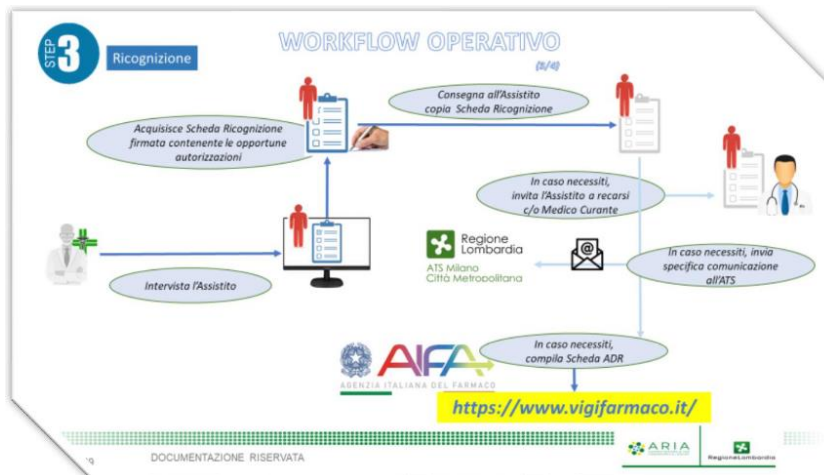 STEP 3
Ricognizione
WORKFLOW OPERATIVO
(3/4)
Consegna all'Assistito
copia Scheda Ricognizione
Acquisisce Scheda Ricognizione
firmata contenente le opportune
autorizzazioni
In caso necessiti,
invita l'Assistito a recarsi
c/o Medico Curante
Regione
Lombardia
ATS Milano
Città Metropolitana
@
In caso necessiti, invia
specifica comunicazione
all'ATS
Intervista l'Assistito
In caso necessiti,
compila Scheda ADR
AIFA
AGENZIA ITALIANA DEL FARMACO
https://www.vigifarmaco.it/
DOCUMENTAZIONE RISERVATA
ARIA
RegioneLombardia